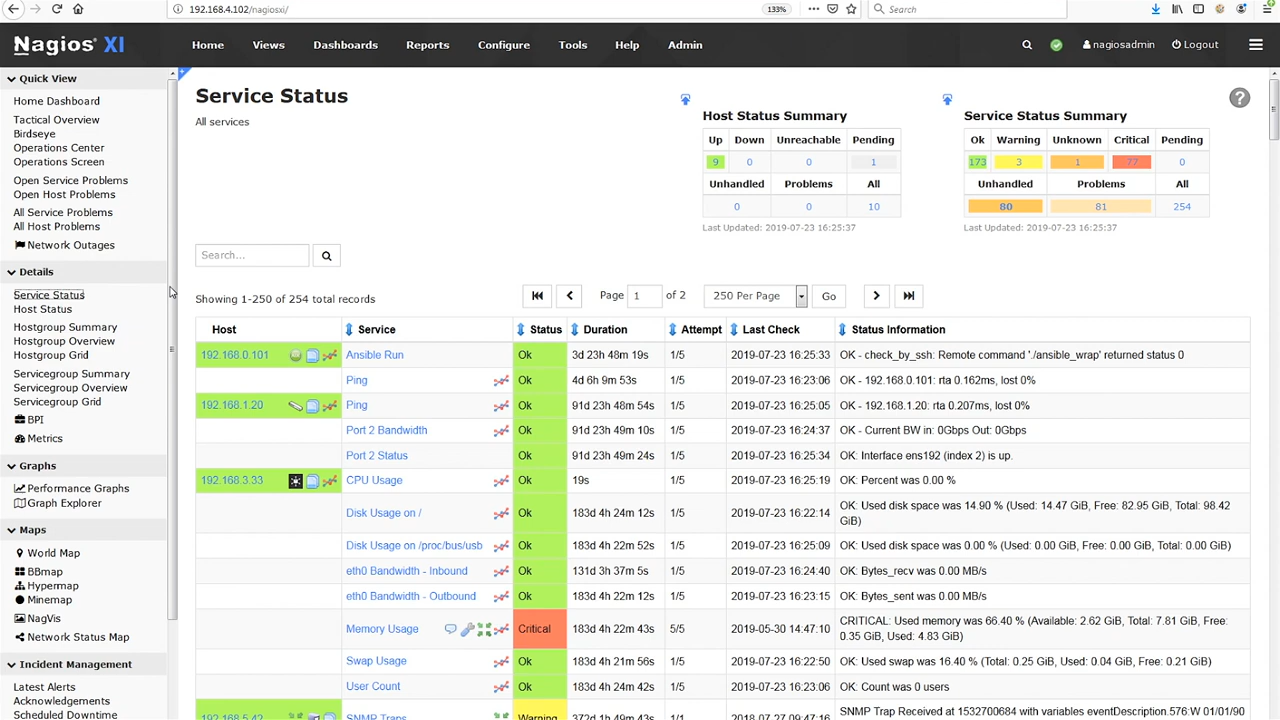 192.168.4.102/nagiosxi/
133%
Search
Nagios® XI
Home
Views
Dashboards
Reports
Configure
Tools
Help
Admin
nagiosadmin
Logout
Quick View
Home Dashboard
Tactical Overview
Birdseye
Operations Center
Operations Screen
Open Service Problems
Open Host Problems
All Service Problems
All Host Problems
Network Outages
Details
Service Status
Host Status
Hostgroup Summary
Hostgroup Overview
Hostgroup Grid
Servicegroup Summary
Servicegroup Overview
Servicegroup Grid
BPI
Metrics
Graphs
Performance Graphs
Graph Explorer
Maps
World Map
BBmap
Hypermap
Minemap
NagVis
Network Status Map
Incident Management
Latest Alerts
Acknowledgements
Scheduled Downtime
Service Status
All services
Host Status Summary
Up Down Unreachable Pending
9 0 0 1
Unhandled Problems All
0 0 10
Last Updated: 2019-07-23 16:25:37
Service Status Summary
Ok Warning Unknown Critical Pending
173 3 1 77 0
Unhandled Problems All
80 81 254
Last Updated: 2019-07-23 16:25:37
?
Search...
Showing 1-250 of 254 total records
Page 1 of 2 250 Per Page Go
Host Service Status Duration Attempt Last Check Status Information
192.168.0.101 Ansible Run Ok 3d 23h 48m 19s 1/5 2019-07-23 16:25:33 OK - check_by_ssh: Remote command './ansible_wrap' returned status 0
Ping Ok 4d 6h 9m 53s 1/5 2019-07-23 16:23:06 OK - 192.168.0.101: rta 0.162ms, lost 0%
192.168.1.20 Ping Ok 91d 23h 48m 54s 1/5 2019-07-23 16:25:05 OK - 192.168.1.20: rta 0.207ms, lost 0%
Port 2 Bandwidth Ok 91d 23h 49m 10s 1/5 2019-07-23 16:24:37 OK - Current BW in: 0Gbps Out: 0Gbps
Port 2 Status Ok 91d 23h 49m 24s 1/5 2019-07-23 16:25:34 OK: Interface ens192 (index 2) is up.
192.168.3.33 CPU Usage Ok 19s 1/5 2019-07-23 16:25:19 OK: Percent was 0.00 %
Disk Usage on / Ok 183d 4h 24m 12s 1/5 2019-07-23 16:22:14 OK: Used disk space was 14.90 % (Used: 14.47 GiB, Free: 82.95 GiB, Total: 98.42
GiB)
Disk Usage on /proc/bus/usb Ok 183d 4h 22m 52s 1/5 2019-07-23 16:25:09 OK: Used disk space was 0.00 % (Used: 0.00 GiB, Free: 0.00 GiB, Total: 0.00 GiB)
eth0 Bandwidth - Inbound Ok 131d 3h 37m 5s 1/5 2019-07-23 16:24:40 OK: Bytes_recv was 0.00 MB/s
eth0 Bandwidth - Outbound Ok 183d 4h 22m 12s 1/5 2019-07-23 16:23:15 OK: Bytes_sent was 0.00 MB/s
Memory Usage Critical 183d 4h 22m 43s 5/5 2019-05-30 14:47:10 CRITICAL: Used memory was 66.40 % (Available: 2.62 GiB, Total: 7.81 GiB, Free:
0.35 GiB, Used: 4.83 GiB)
Swap Usage Ok 183d 4h 21m 56s 1/5 2019-07-23 16:22:50 OK: Used swap was 16.40 % (Total: 0.25 GiB, Used: 0.04 GiB, Free: 0.21 GiB)
User Count Ok 183d 4h 24m 42s 1/5 2019-07-23 16:23:06 OK: Count was 0 users
192.168.5.42 SNMP Traps Warning 372d 1h 49m 43s 1/5 2018-07-27 09:47:16 SNMP Trap Received at 1532700684 with variables eventDescription.576:W 01/01/90